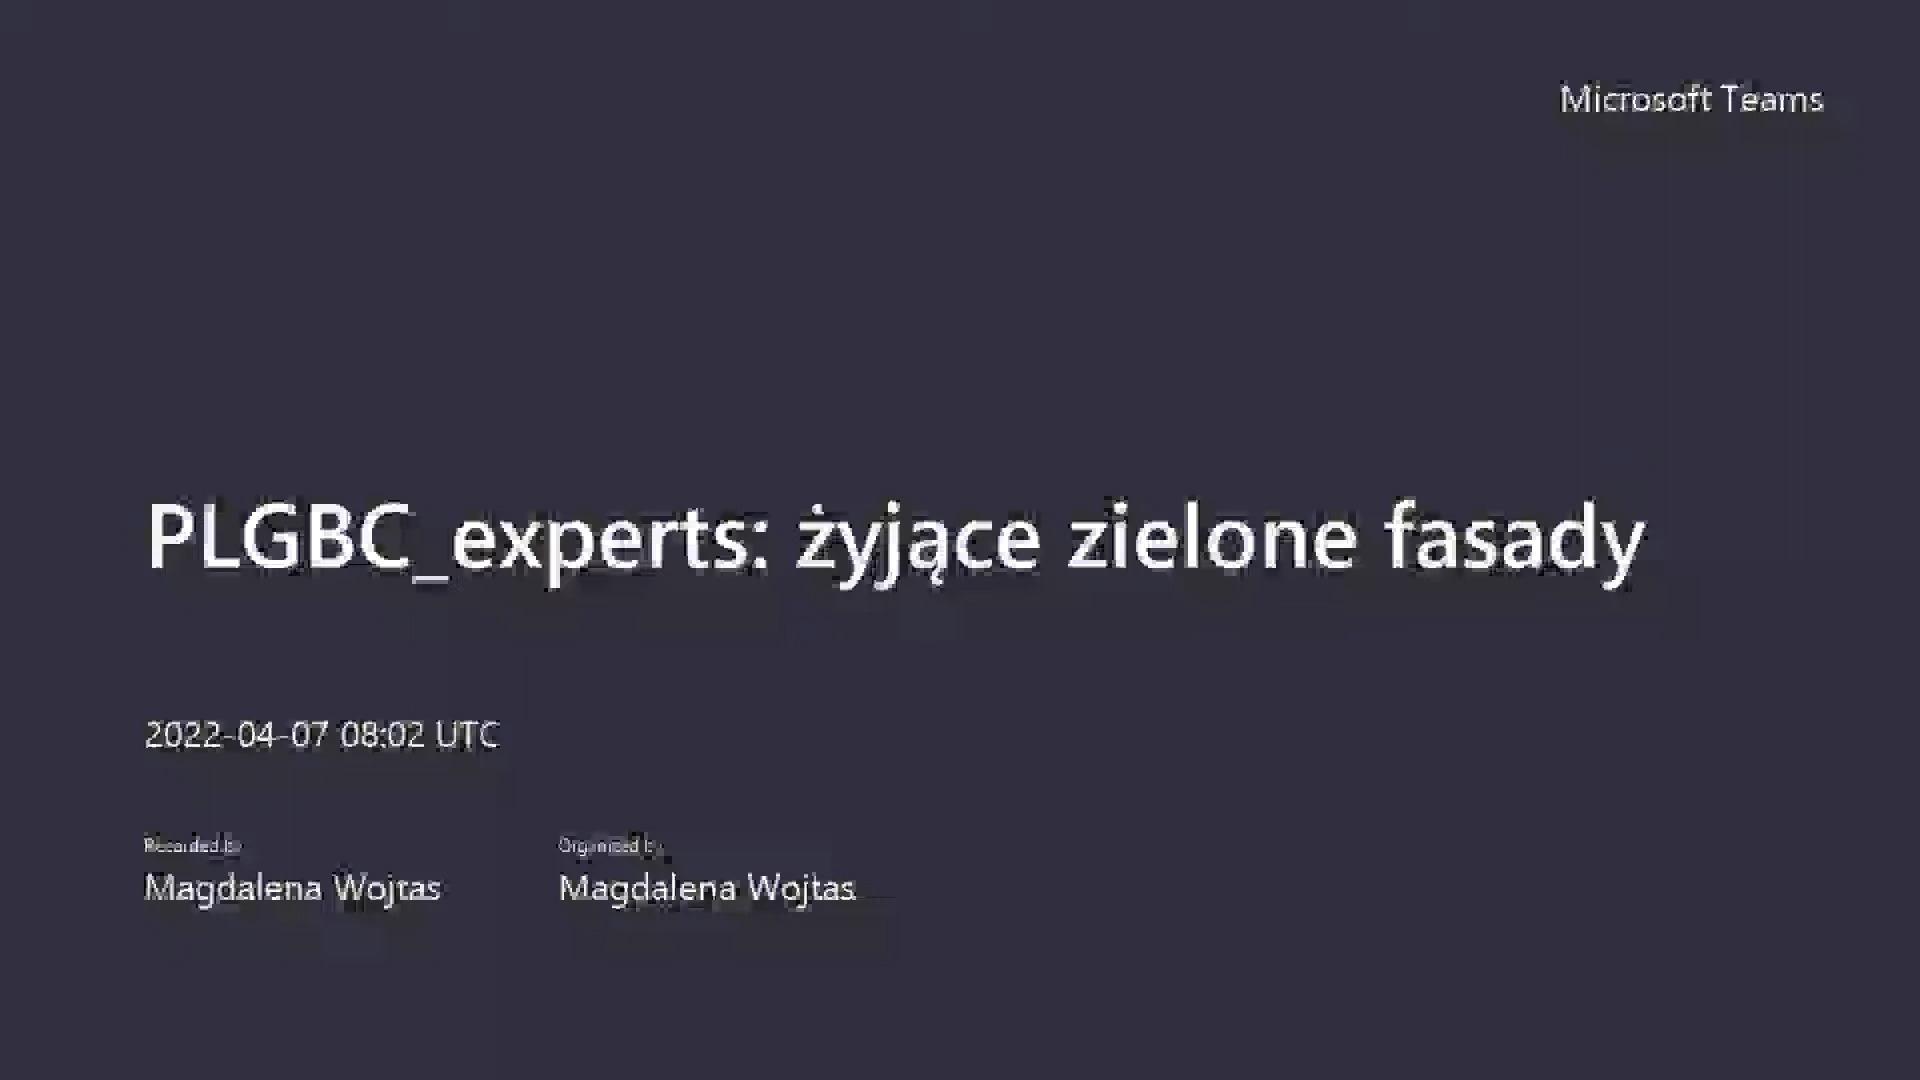 Microsoft Teams
PLGBC_experts: żyjące zielone fasady
2022-04-07 08:02 UTC
Recorded by
Organized by
Magdalena Wojtas
Magdalena Wojtas